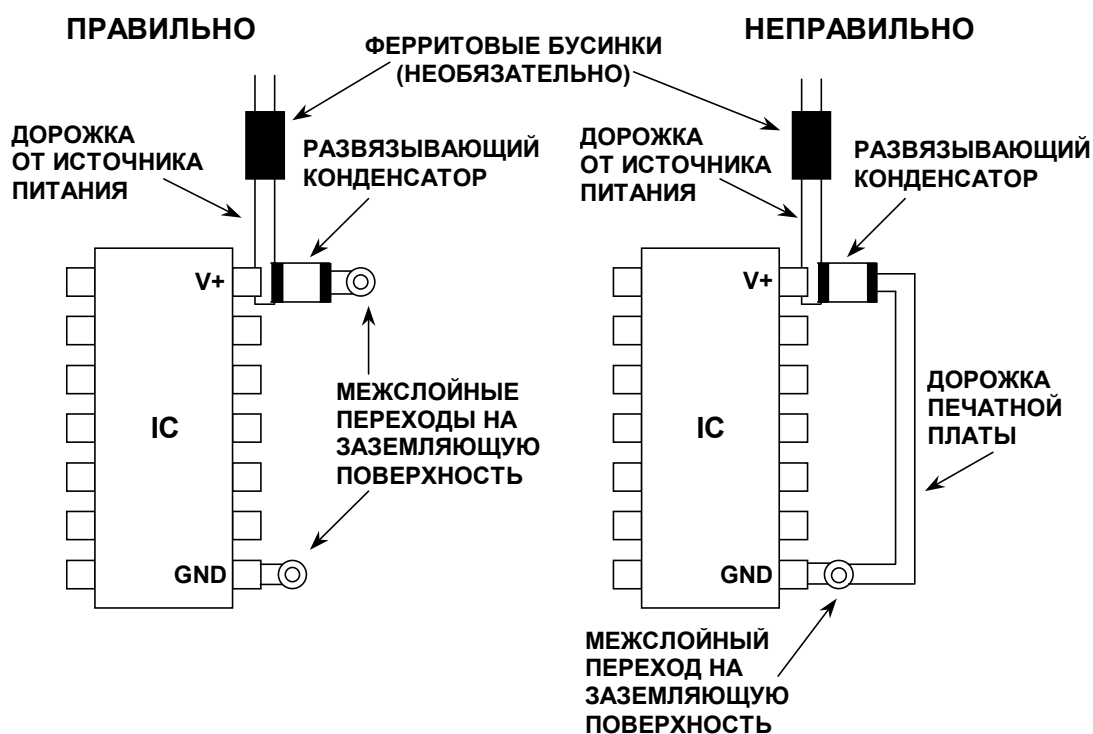 ПРАВИЛЬНО
НЕПРАВИЛЬНО
ФЕРРИТОВЫЕ БУСИНКИ
(НЕОБЯЗАТЕЛЬНО)
ДОРОЖКА
ОТ ИСТОЧНИКА
ПИТАНИЯ
РАЗВЯЗЫВАЮЩИЙ
КОНДЕНСАТОР
V+
IC
GND
МЕЖСЛОЙНЫЕ
ПЕРЕХОДЫ НА
ЗАЗЕМЛЯЮЩУЮ
ПОВЕРХНОСТЬ
ДОРОЖКА
ОТ ИСТОЧНИКА
ПИТАНИЯ
РАЗВЯЗЫВАЮЩИЙ
КОНДЕНСАТОР
V+
IC
GND
ДОРОЖКА
ПЕЧАТНОЙ
ПЛАТЫ
МЕЖСЛОЙНЫЙ
ПЕРЕХОД НА
ЗАЗЕМЛЯЮЩУЮ
ПОВЕРХНОСТЬ